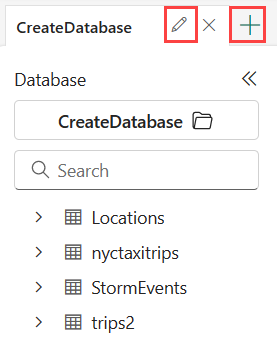 CreateDatabase
Database
CreateDatabase
Search
Locations
nyctaxitrips
StormEvents
trips2